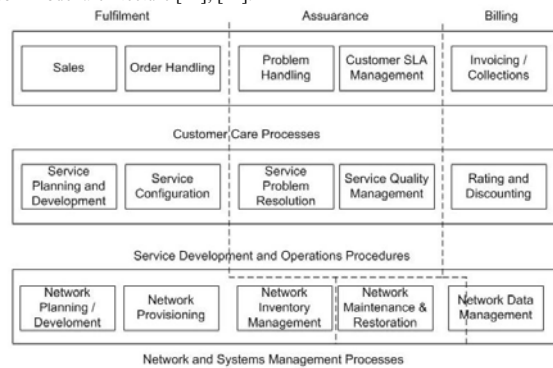 Fulfilment Assuarance Billing
Sales
Order Handling
Problem
Handling
Customer SLA
Management
Invoicing /
Collections
Customer Care Processes
Service
Planning and
Development
Service
Configuration
Service
Problem
Resolution
Service Quality
Management
Rating and
Discounting
Service Development and Operations Procedures
Network
Planning /
Develoment
Network
Provisioning
Network
Inventory
Management
Network
Maintenance &
Restoration
Network Data
Management
Network and Systems Management Processes